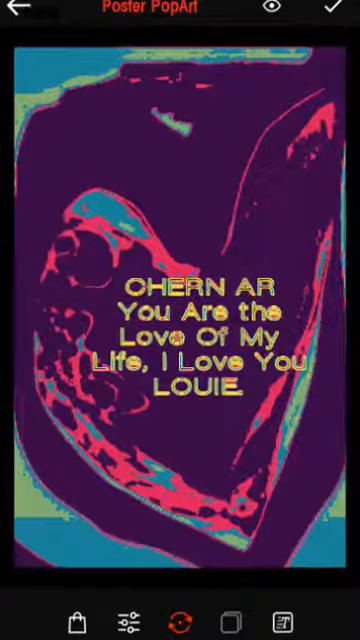 Poster PopArt
CHERN AR
You Are the
Love Of My
Life, I Love You
LOUIE.